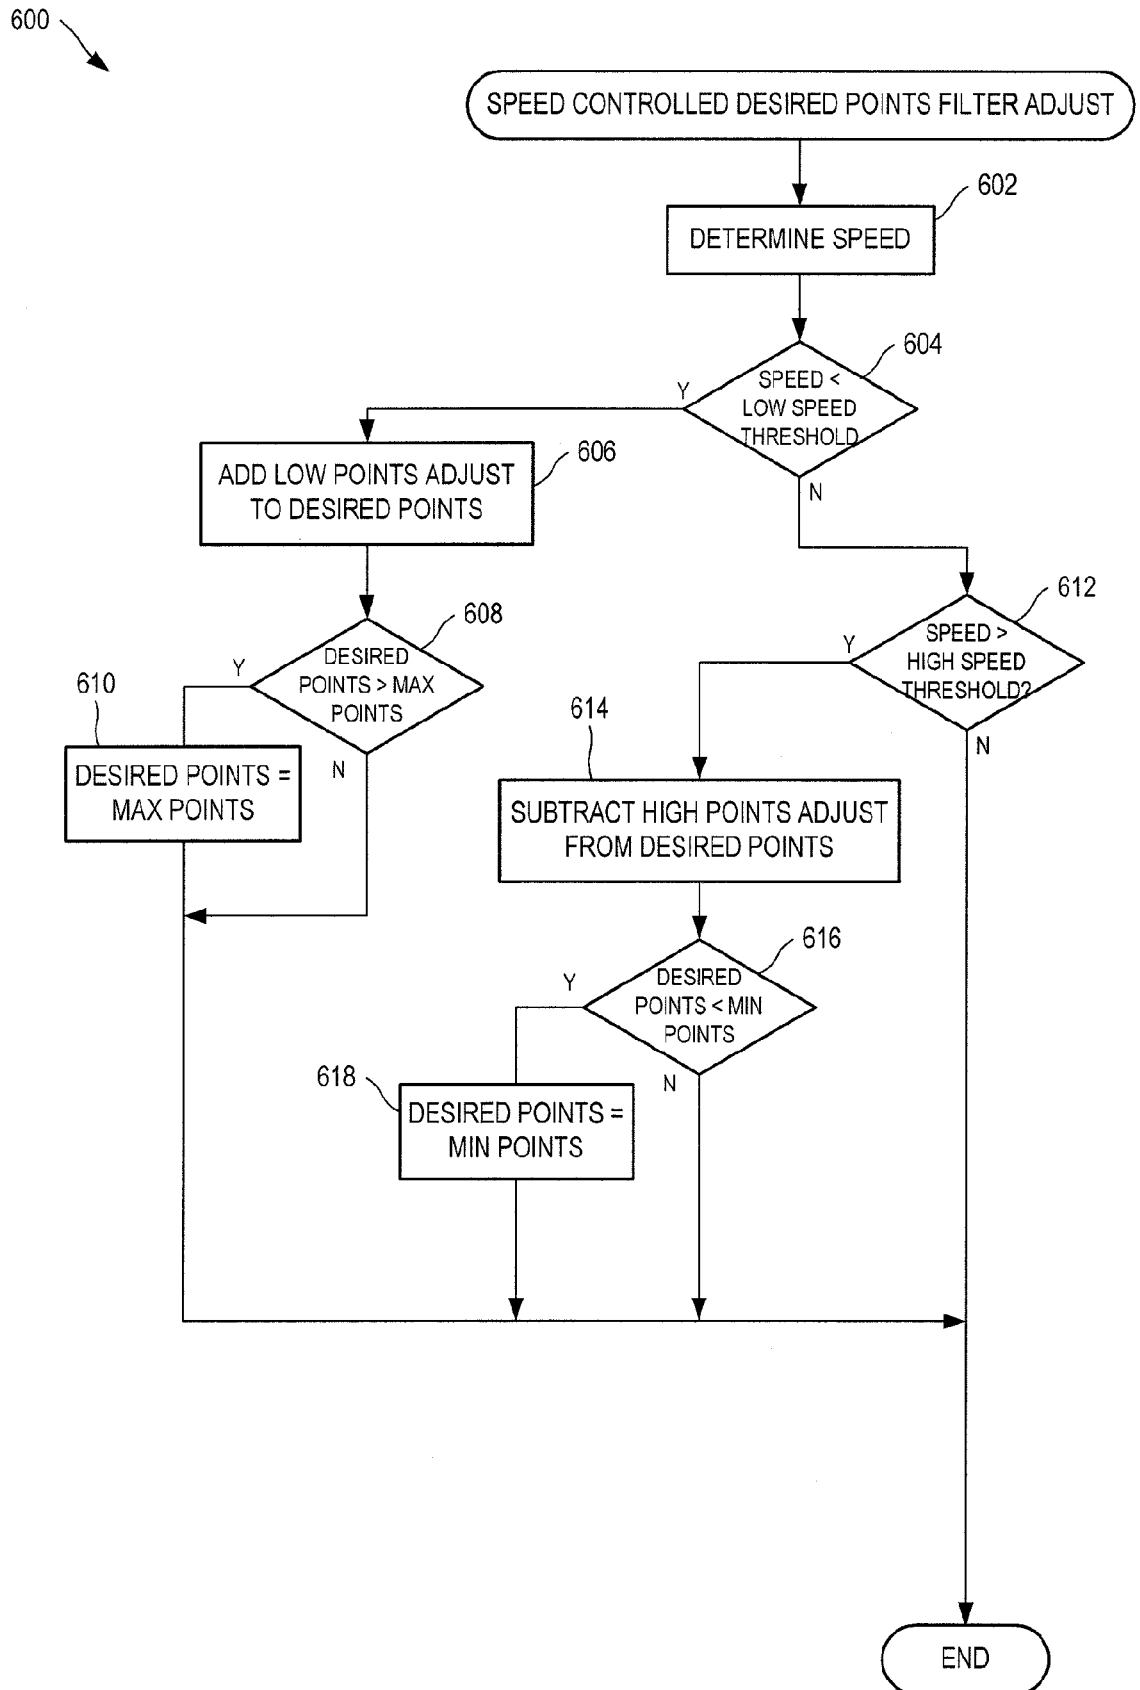 600
SPEED CONTROLLED DESIRED POINTS FILTER ADJUST
602
DETERMINE SPEED
604
SPEED <
LOW SPEED
THRESHOLD
Y
N
606
ADD LOW POINTS ADJUST
TO DESIRED POINTS
608
DESIRED
POINTS > MAX
POINTS
Y
N
610
DESIRED POINTS =
MAX POINTS
612
SPEED >
HIGH SPEED
THRESHOLD?
Y
N
614
SUBTRACT HIGH POINTS ADJUST
FROM DESIRED POINTS
616
DESIRED
POINTS < MIN
POINTS
Y
N
618
DESIRED POINTS =
MIN POINTS
END